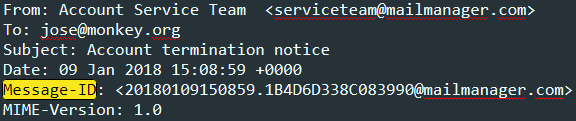 From: Account Service Team  <serviceteam@mailmanager.com>
To: jose@monkey.org
Subject: Account termination notice
Date: 09 Jan 2018 15:08:59 +0000
Message-ID: <20180109150859.1B4D6D338C083990@mailmanager.com>
MIME-Version: 1.0